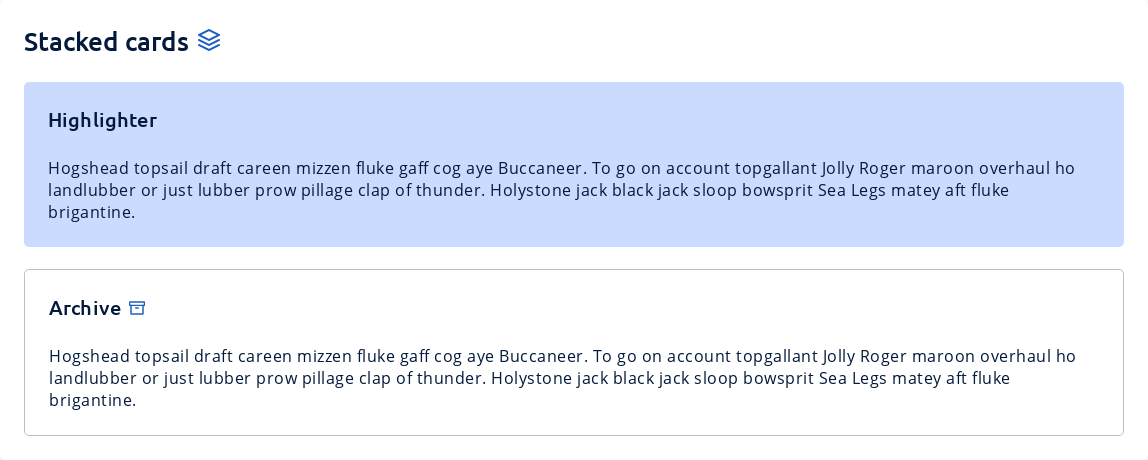 Stacked cards
Highlighter
Hogshead topsail draft careen mizzen fluke gaff cog aye Buccaneer. To go on account topgallant Jolly Roger maroon overhaul ho
landlubber or just lubber prow pillage clap of thunder. Holystone jack black jack sloop bowsprit Sea Legs matey aft fluke
brigantine.
Archive
Hogshead topsail draft careen mizzen fluke gaff cog aye Buccaneer. To go on account topgallant Jolly Roger maroon overhaul ho
landlubber or just lubber prow pillage clap of thunder. Holystone jack black jack sloop bowsprit Sea Legs matey aft fluke
brigantine.